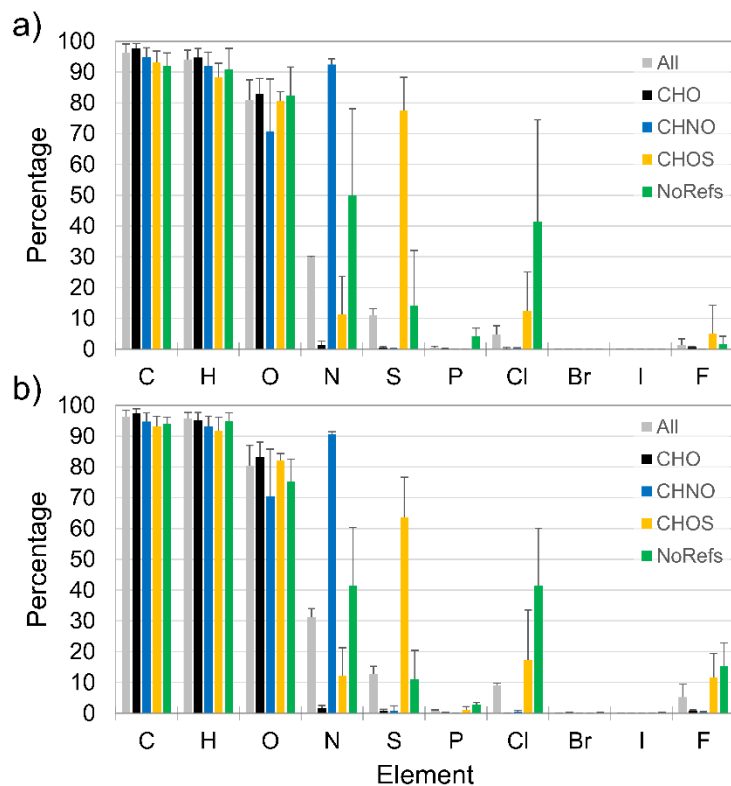 a)
100
90
80
70
60
50
40
30
20
10
0
Percentage
All
CHO
CHNO
CHOS
NoRefs
C H O N S P Cl Br I F
b)
100
90
80
70
60
50
40
30
20
10
0
Percentage
All
CHO
CHNO
CHOS
NoRefs
C H O N S P Cl Br I F
Element